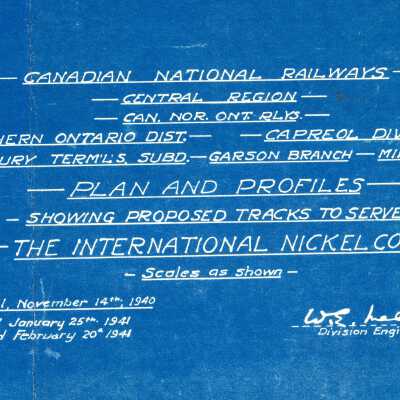 CANADIAN NATIONAL RAILWAYS
CENTRAL REGION
CAN. NOR. ONT. RLYS.
HERN ONTARIO DIST. CAPREOL DIV
URY TERM'L'S. SUBD. — GARSON BRANCH — MI
PLAN AND PROFILES
SHOWING PROPOSED TRACKS TO SERVE
THE INTERNATIONAL NICKEL CO
Scales as shown
l. November 14th, 1940
January 25th. 1941
d February 20th 1941
W.E.
Division Engi